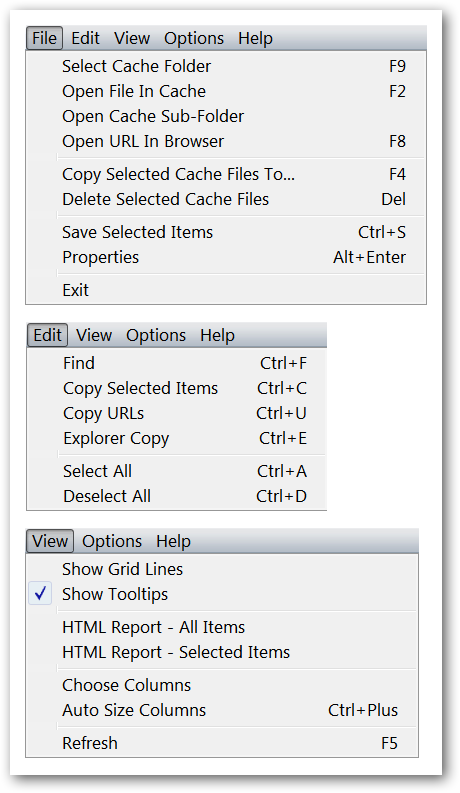 File Edit View Options Help
Select Cache Folder F9
Open File In Cache F2
Open Cache Sub-Folder
Open URL In Browser F8
Copy Selected Cache Files To... F4
Delete Selected Cache Files Del
Save Selected Items Ctrl+S
Properties Alt+Enter
Exit
Edit View Options Help
Find Ctrl+F
Copy Selected Items Ctrl+C
Copy URLs Ctrl+U
Explorer Copy Ctrl+E
Select All Ctrl+A
Deselect All Ctrl+D
View Options Help
Show Grid Lines
Show Tooltips
HTML Report - All Items
HTML Report - Selected Items
Choose Columns
Auto Size Columns Ctrl+Plus
Refresh F5